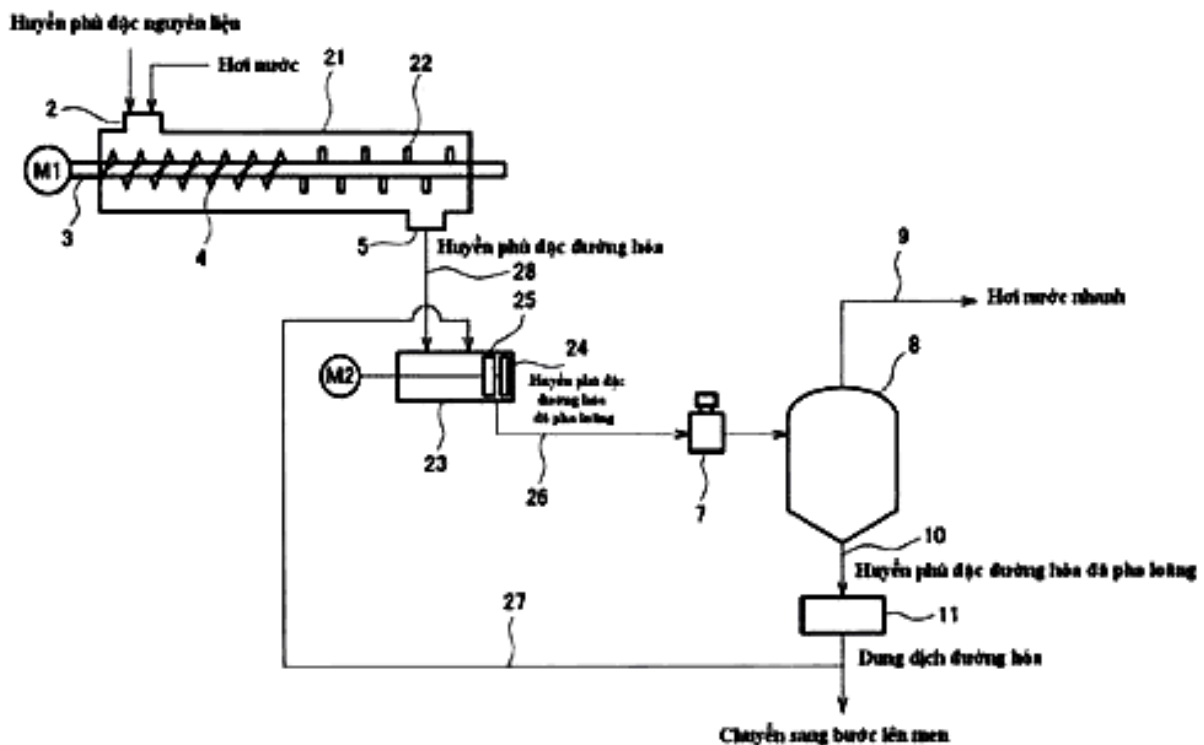 Huyền phù đặc nguyên liệu
Hơi nước
21
22
2
M1
3
4
5
Huyền phù đặc đường hóa
28
9
Hơi nước nhanh
25
24
8
M2
Huyền phù đặc
đường hóa
đã pha loãng
23
26
7
10
Huyền phù đặc đường hóa đã pha loãng
27
11
Dung dịch đường hóa
Chuyển sang bước lên men